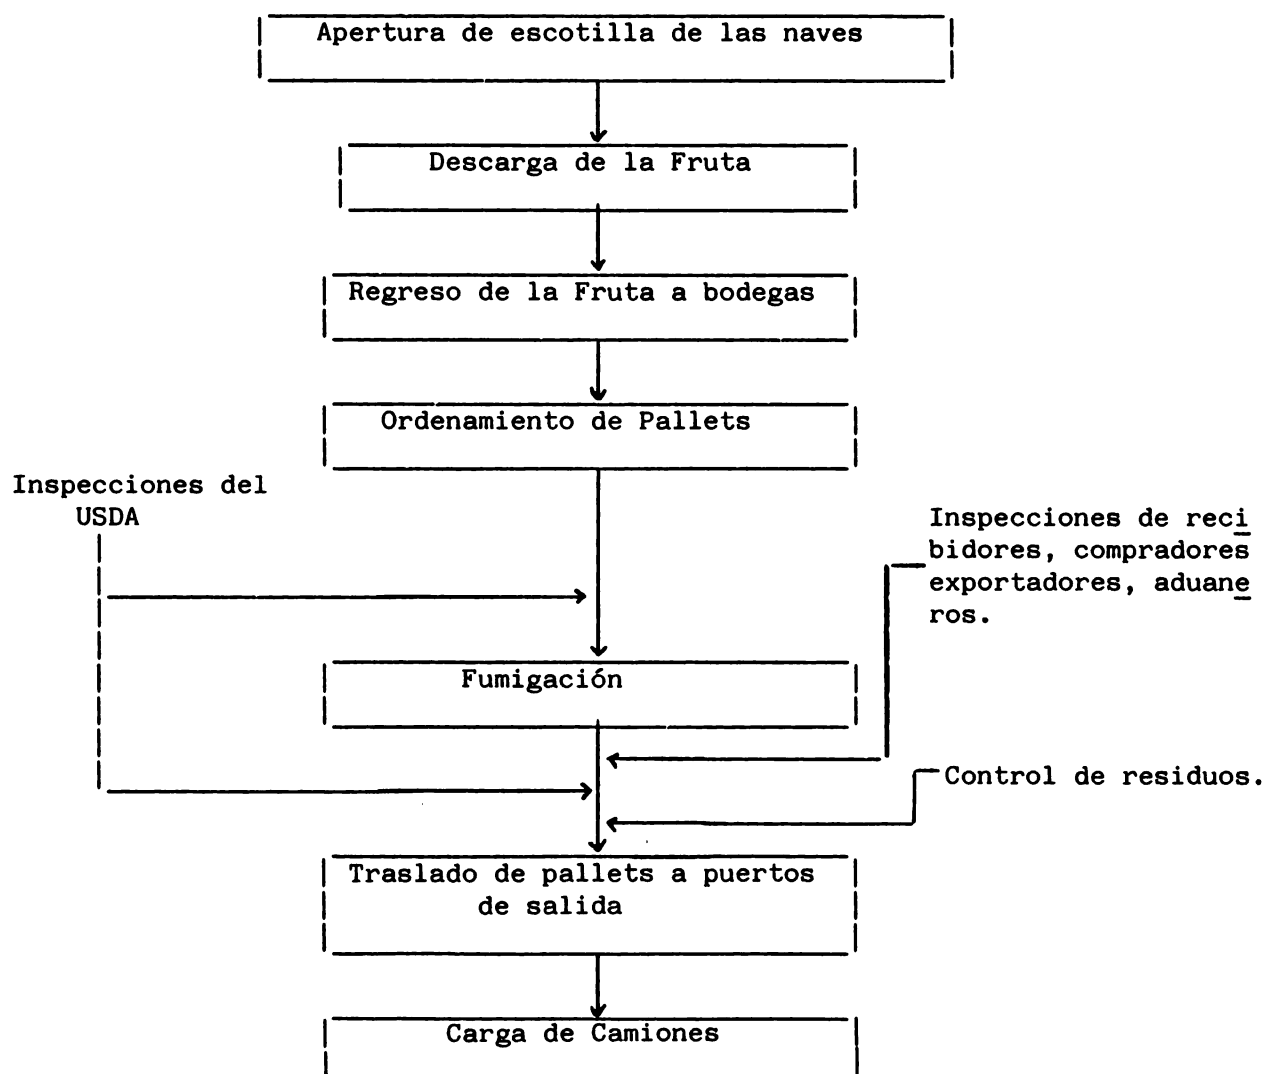 Apertura de escotilla de las naves
Descarga de la Fruta
Regreso de la Fruta a bodegas
Ordenamiento de Pallets
Inspecciones del
USDA
Inspecciones de reci
bidores, compradores
exportadores, aduane
ros.
Fumigación
Control de residuos.
Traslado de pallets a puertos
de salida
Carga de Camiones